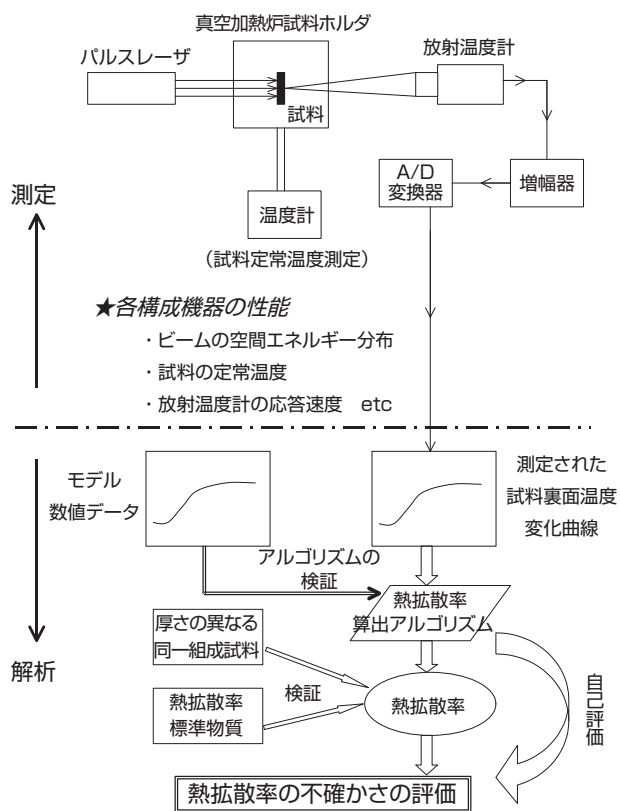 真空加熱炉試料ホルダ
パルスレーザ
放射温度計
試料
A/D
変換器
増幅器
温度計
測定
(試料定常温度測定)
★各構成機器の性能
・ビームの空間エネルギー分布
・試料の定常温度
・放射温度計の応答速度 etc
モデル
数値データ
測定された
試料裏面温度
変化曲線
アルゴリズムの
検証
熱拡散率
算出アルゴリズム
厚さの異なる
同一組成試料
解析
検証
熱拡散率
標準物質
熱拡散率
自己評価
熱拡散率の不確かさの評価